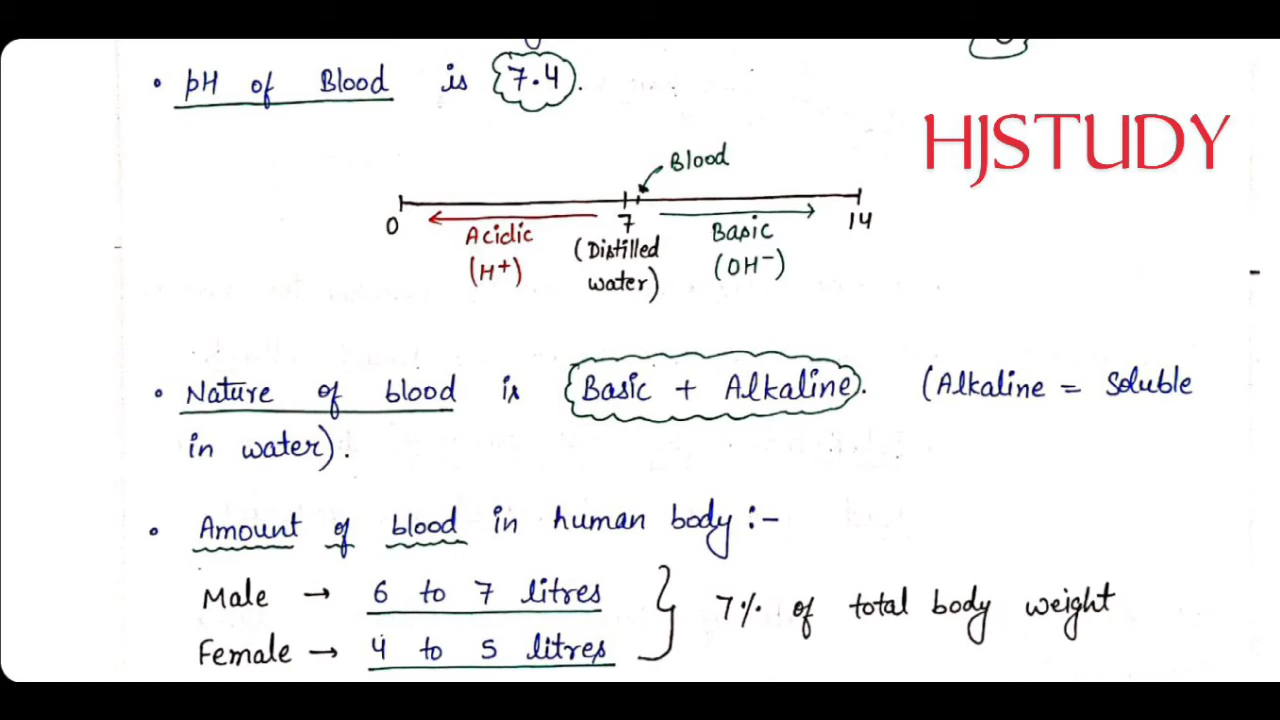 • pH of Blood is 7.4.
HJSTUDY
Blood
0 7 14
Acidic (Distilled Basic
(H+) water) (OH−)
• Nature of blood is Basic + Alkaline. (Alkaline = Soluble
in water).
• Amount of blood in human body :-
Male → 6 to 7 litres
7% of total body weight
Female → 4 to 5 litres